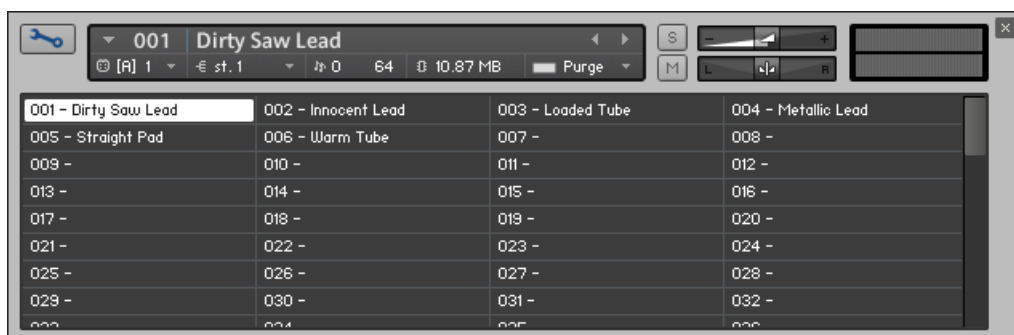 001 Dirty Saw Lead S - +
[A] 1 st. 1 0 64 10.87 MB Purge M L R
001 - Dirty Saw Lead 002 - Innocent Lead 003 - Loaded Tube 004 - Metallic Lead
005 - Straight Pad 006 - Warm Tube 007 - 008 -
009 - 010 - 011 - 012 -
013 - 014 - 015 - 016 -
017 - 018 - 019 - 020 -
021 - 022 - 023 - 024 -
025 - 026 - 027 - 028 -
029 - 030 - 031 - 032 -